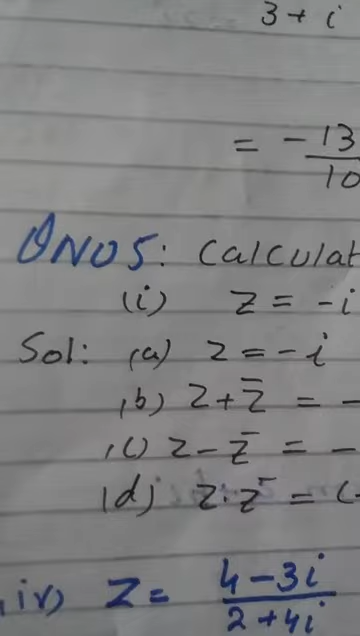 3 + i
= -13/10
QNO5: Calculat
(i) z = -i
Sol: (a) z = -i
(b) z + z̄ = -
(c) z - z̄ = -
(d) z . z̄ = (-
iv) z = 4-3i/2+4i